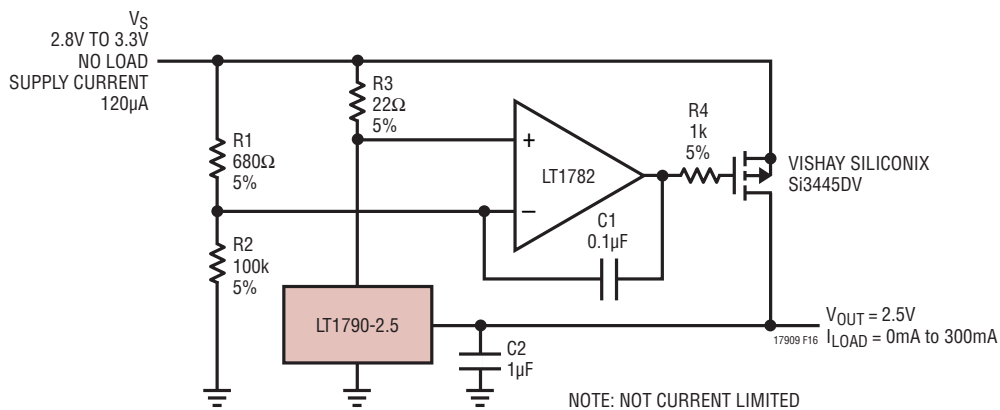 VS
2.8V TO 3.3V
NO LOAD
SUPPLY CURRENT
120µA
R1
680Ω
5%
R2
100k
5%
R3
22Ω
5%
+
–
LT1782
C1
0.1µF
R4
1k
5%
VISHAY SILICONIX
Si3445DV
LT1790-2.5
C2
1µF
17909 F16
VOUT = 2.5V
ILOAD = 0mA to 300mA
NOTE: NOT CURRENT LIMITED